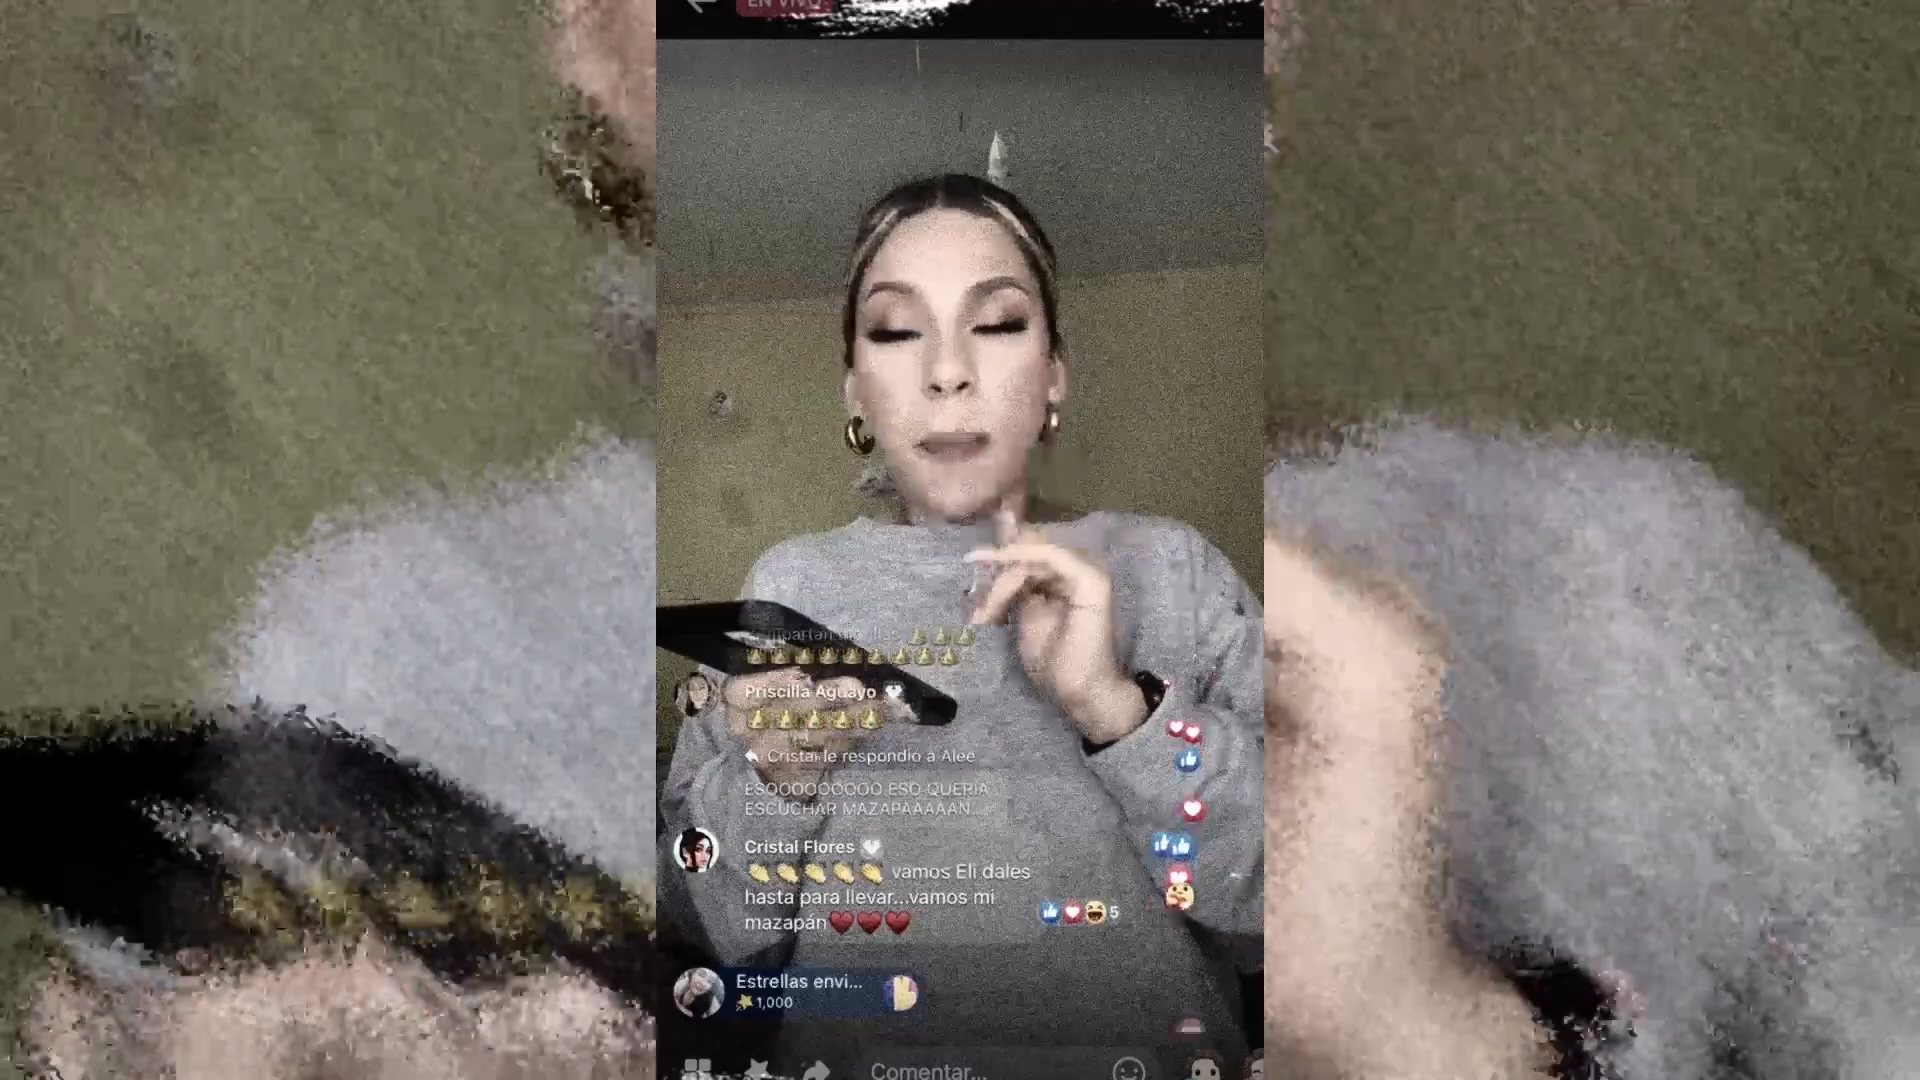 EN VIVO
Priscilla Aguayo
Cristal le respondio a Alee
ESOOOOOOOOO ESO QUERIA
ESCUCHAR MAZAPAAAAAN...
Cristal Flores
vamos Eli dales
hasta para llevar...vamos mi
mazapán
5
Estrellas envi...
1,000
Comentar...